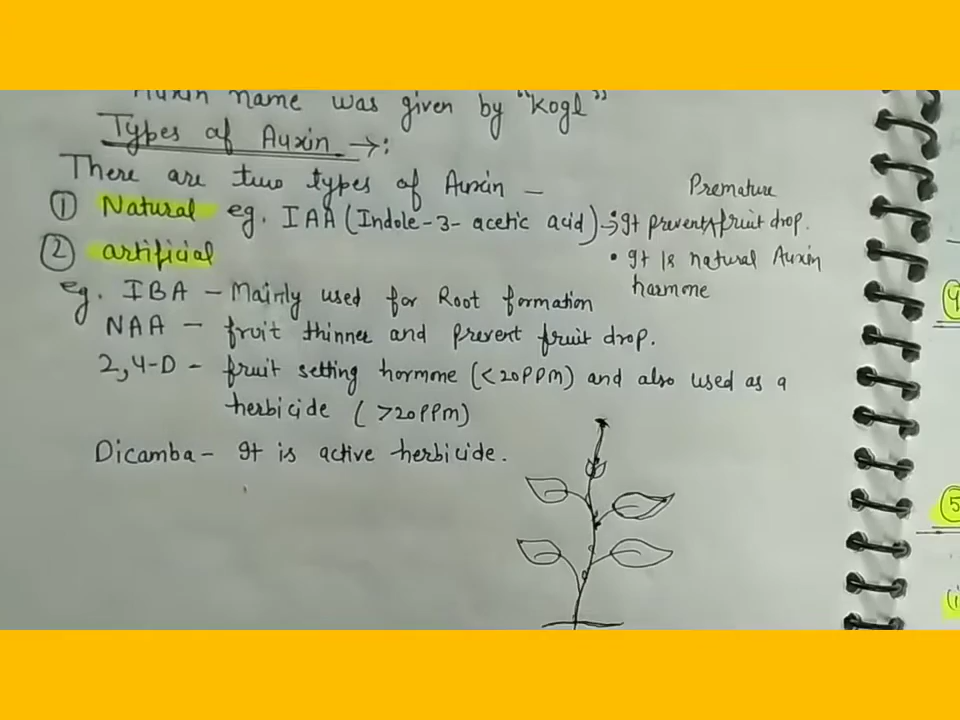 Auxin name was given by "Kogl"
Types of Auxin →:
There are two types of Auxin —
Premature
① Natural eg. IAA (Indole-3-acetic acid) → It prevent ∧ fruit drop.
② artificial
• It is natural Auxin
harmone
eg. IBA – Mainly used for Root formation
NAA – fruit thinner and prevent fruit drop.
2,4-D – fruit setting hormone (<20PPM) and also used as a
herbicide (>20PPM)
Dicamba – It is active herbicide.
5
(i